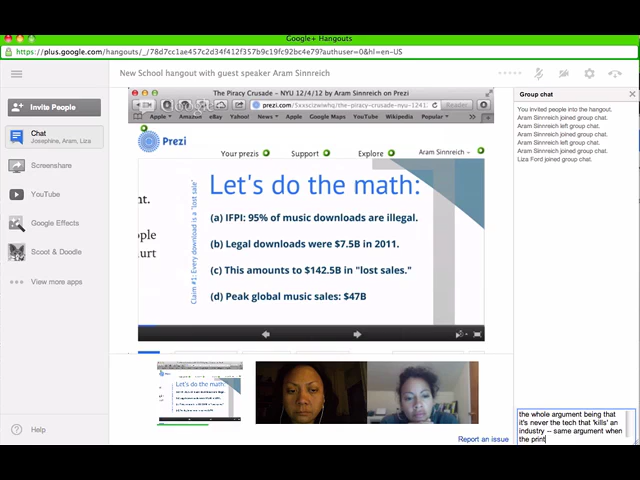 Google+ Hangouts
https://plus.google.com/hangouts/_/78d7cc1ae457c2d34f412f357b9c19fc92bc4e79?authuser=0&hl=en-US
New School hangout with guest speaker Aram Sinnreich
Invite People
Chat
Josephine, Aram, Liza
Screenshare
YouTube
Google Effects
Scoot & Doodle
View more apps
Help
The Piracy Crusade - NYU 12/4/12 by Aram Sinnreich on Prezi
Reader
Apple
Amazon
eBay
Yahoo!
Apple
Google Maps
YouTube
Wikipedia
Popular
Prezi
Your prezis
Support
Explore
Aram Sinnreich
nt.
ople
urt
Claim #1: Every download is a "lost sale"
Let's do the math:
(a) IFPI: 95% of music downloads are illegal.
(b) Legal downloads were $7.5B in 2011.
(c) This amounts to $142.5B in "lost sales."
(d) Peak global music sales: $47B
Prezi
Let's do the math:
Report an issue
Group chat
You invited people into the hangout.
Aram Sinnreich joined group chat.
Aram Sinnreich left group chat.
Aram Sinnreich joined group chat.
Aram Sinnreich left group chat.
Aram Sinnreich joined group chat.
Liza Ford joined group chat.
the whole argument being that
it's never the tech that 'kills' an
industry -- same argument when
the print